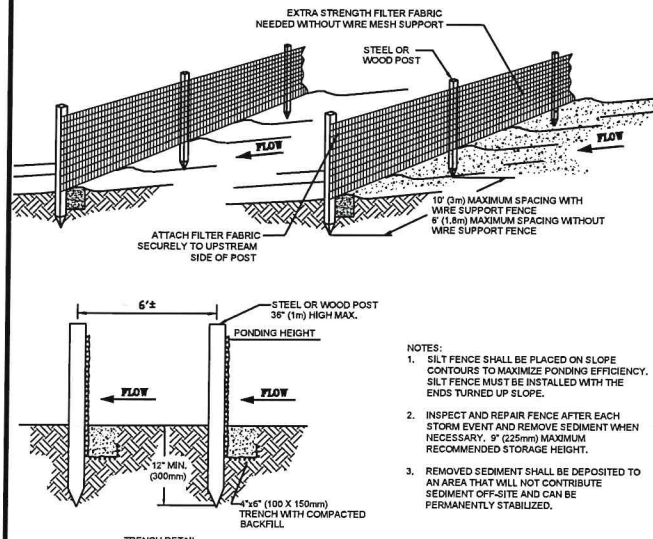 EXTRA STRENGTH FILTER FABRIC
NEEDED WITHOUT WIRE MESH SUPPORT
STEEL OR
WOOD POST
FLOW
FLOW
10' (3m) MAXIMUM SPACING WITH
WIRE SUPPORT FENCE
6' (1.8m) MAXIMUM SPACING WITHOUT
WIRE SUPPORT FENCE
ATTACH FILTER FABRIC
SECURELY TO UPSTREAM
SIDE OF POST
6'±
STEEL OR WOOD POST
36" (1m) HIGH MAX.
PONDING HEIGHT
FLOW
FLOW
12" MIN.
(300mm)
4"x6" (100 X 150mm)
TRENCH WITH COMPACTED
BACKFILL
TRENCH DETAIL
NOTES:
1. SILT FENCE SHALL BE PLACED ON SLOPE
CONTOURS TO MAXIMIZE PONDING EFFICIENCY.
SILT FENCE MUST BE INSTALLED WITH THE
ENDS TURNED UP SLOPE.
2. INSPECT AND REPAIR FENCE AFTER EACH
STORM EVENT AND REMOVE SEDIMENT WHEN
NECESSARY. 9" (225mm) MAXIMUM
RECOMMENDED STORAGE HEIGHT.
3. REMOVED SEDIMENT SHALL BE DEPOSITED TO
AN AREA THAT WILL NOT CONTRIBUTE
SEDIMENT OFF-SITE AND CAN BE
PERMANENTLY STABILIZED.